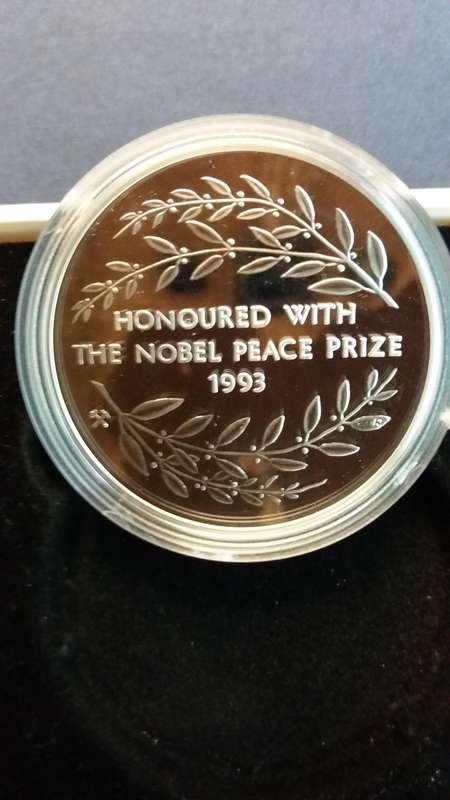 HONOURED WITH
THE NOBEL PEACE PRIZE
1993